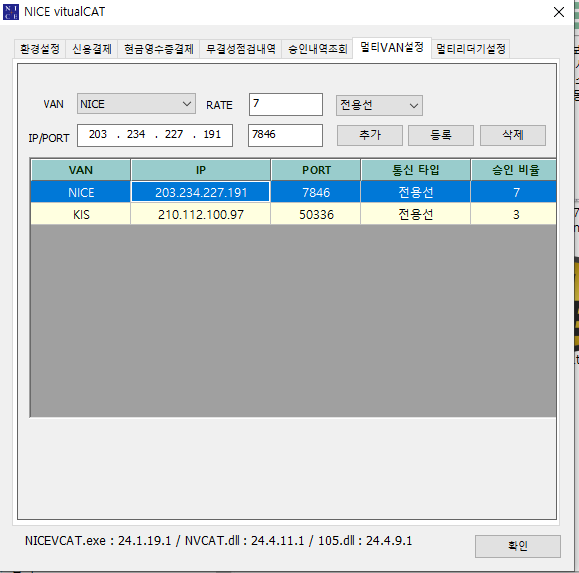 NICE vitualCAT
환경설정 신용결제 현금영수증결제 무결성점검내역 승인내역조회 멀티VAN설정 멀티리더기설정
VAN NICE RATE 7 전용선
IP/PORT 203 . 234 . 227 . 191 7846 추가 등록 삭제
VAN IP PORT 통신 타입 승인 비율
NICE 203.234.227.191 7846 전용선 7
KIS 210.112.100.97 50336 전용선 3
NICEVCAT.exe : 24.1.19.1 / NVCAT.dll : 24.4.11.1 / 105.dll : 24.4.9.1
확인